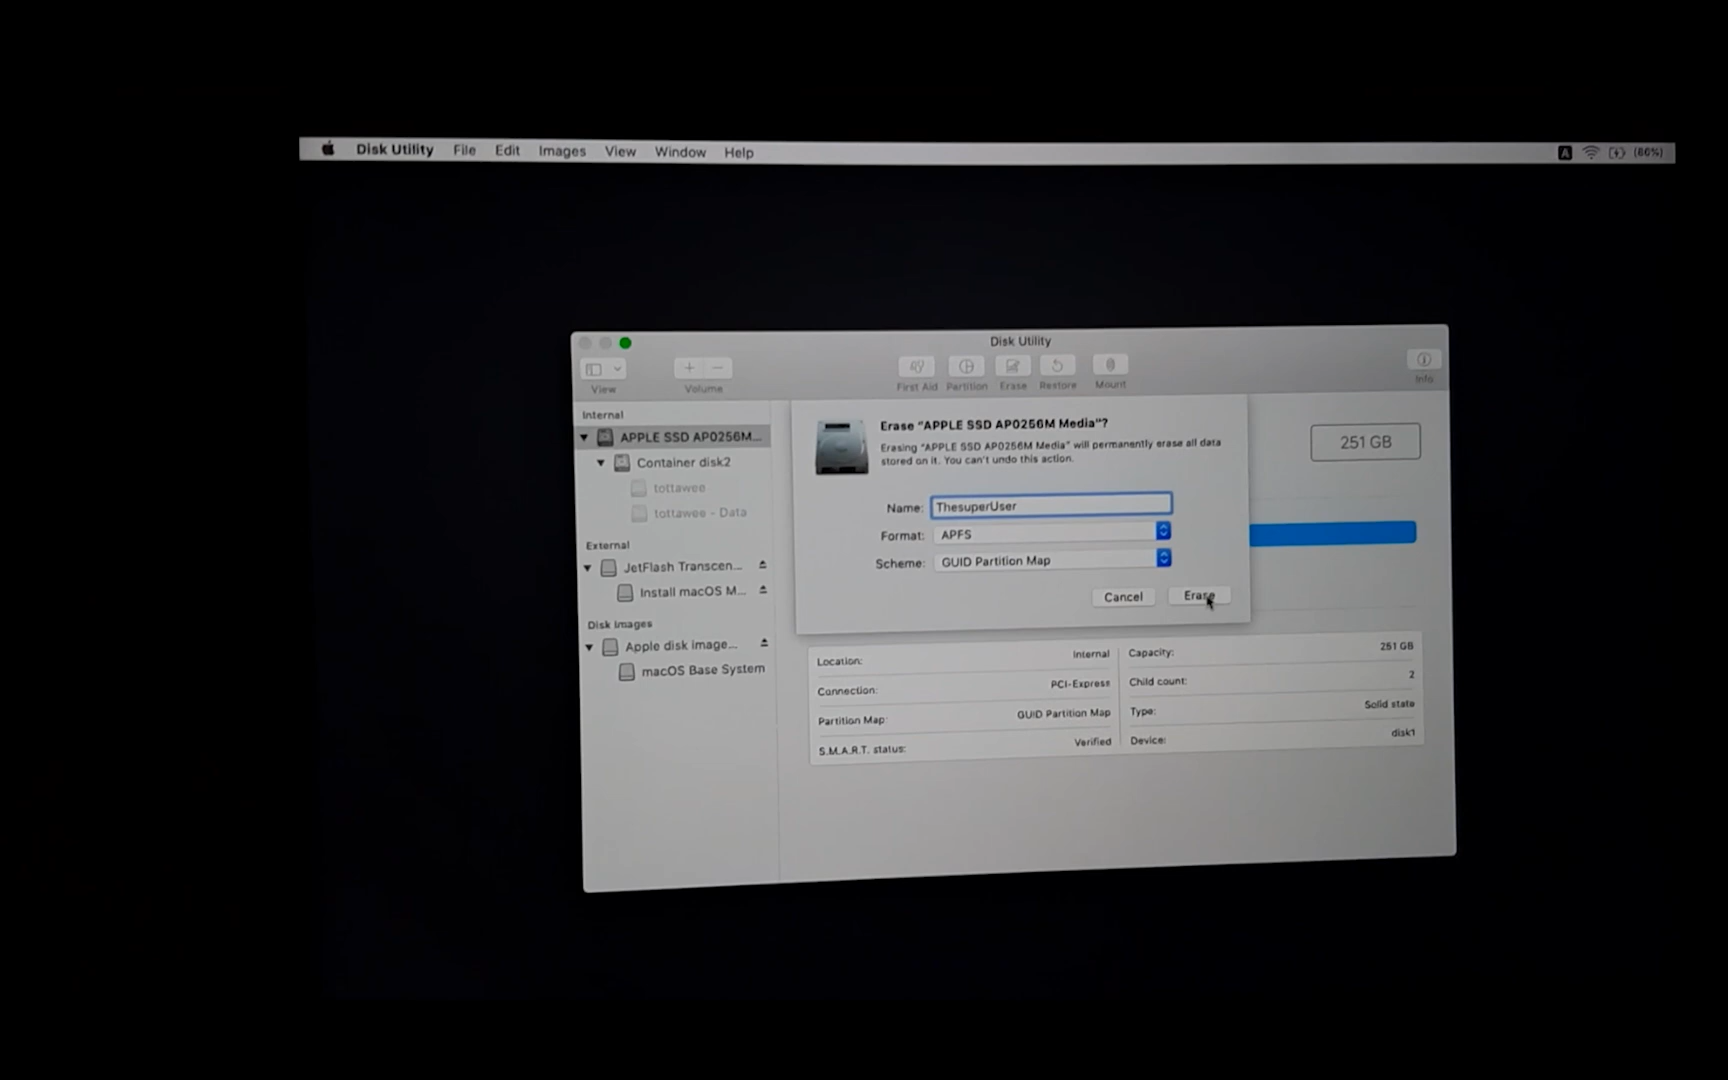 Disk Utility File Edit Images View Window Help
A (86%)
Disk Utility
View
Volume
First Aid Partition Erase Restore Mount
Info
Internal
APPLE SSD AP0256M...
Container disk2
tottawee
tottawee - Data
External
JetFlash Transcen...
Install macOS M...
Disk Images
Apple disk image...
macOS Base System
Erase "APPLE SSD AP0256M Media"?
Erasing "APPLE SSD AP0256M Media" will permanently erase all data
stored on it. You can't undo this action.
Name: ThesuperUser
Format: APFS
Scheme: GUID Partition Map
Cancel Erase
251 GB
Location: Internal
Connection: PCI-Express
Partition Map: GUID Partition Map
S.M.A.R.T. status: Verified
Capacity: 251 GB
Child count: 2
Type: Solid state
Device: disk1